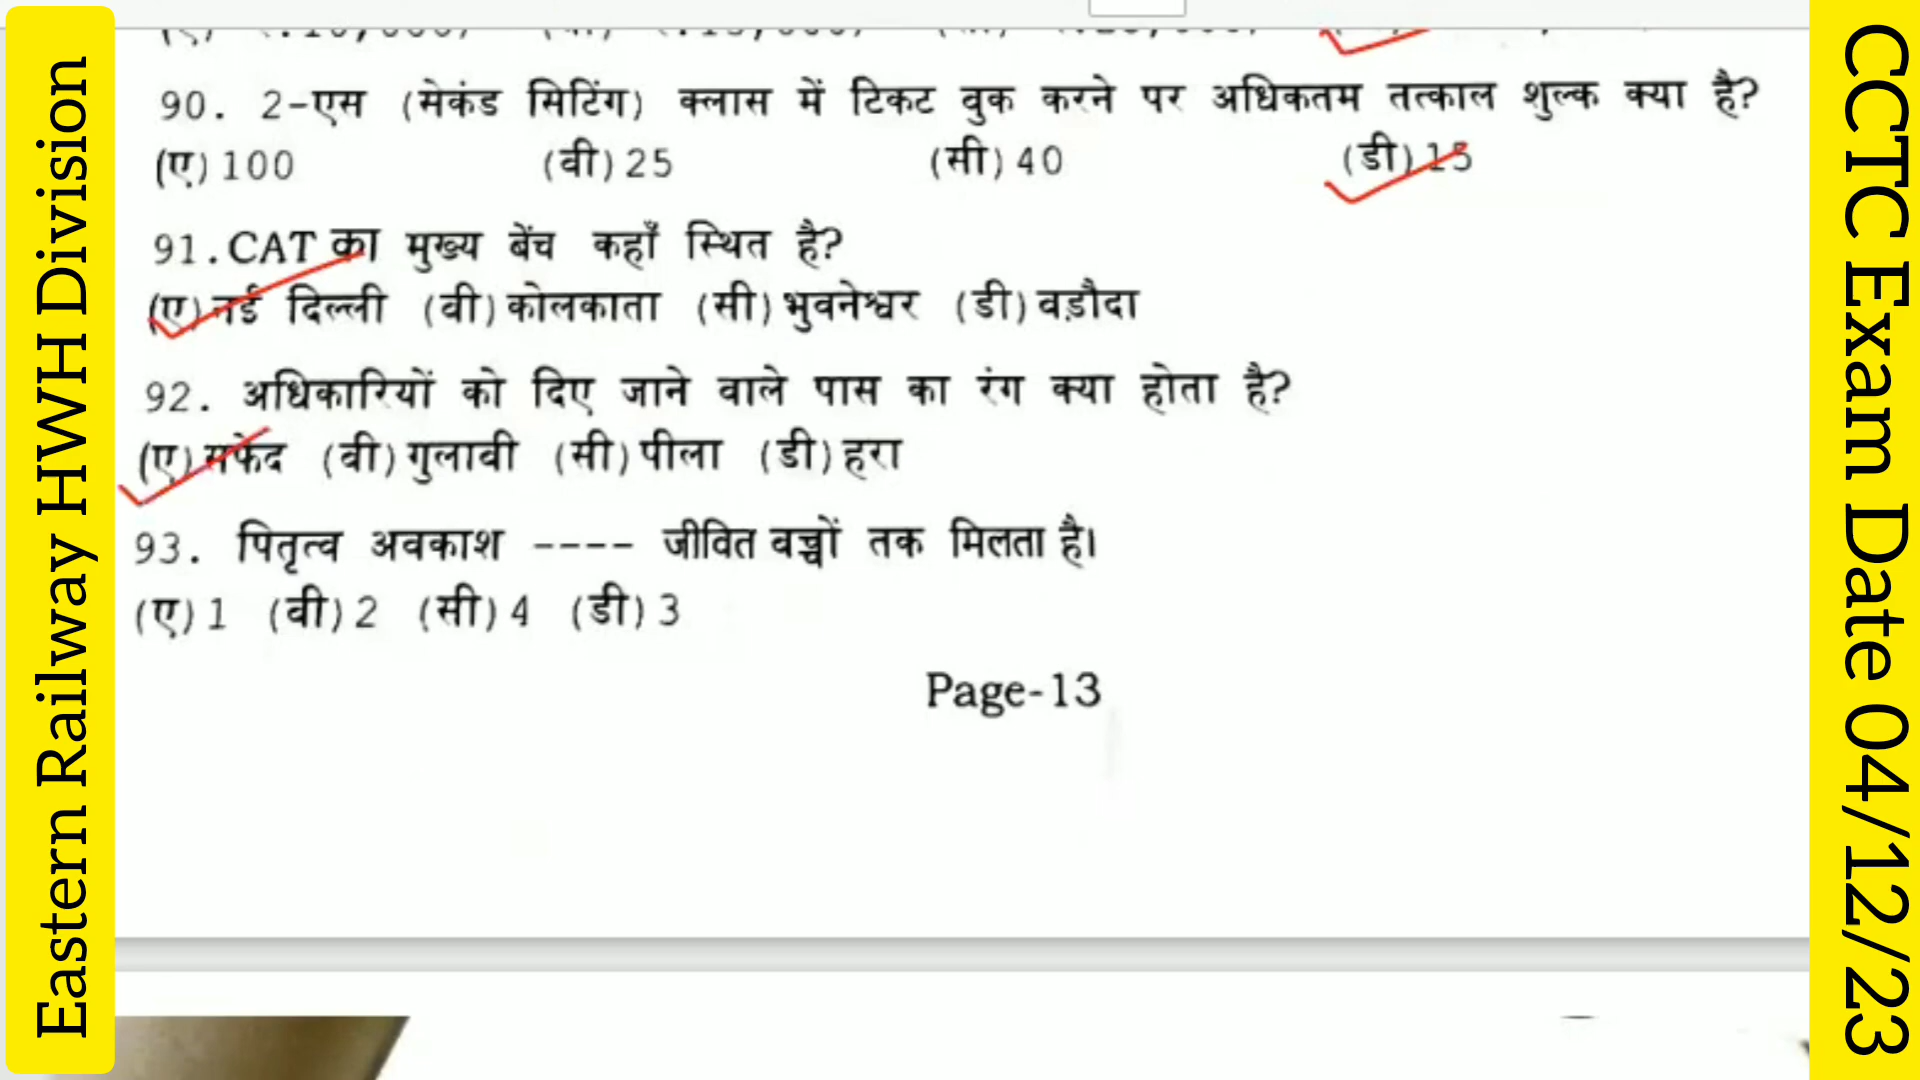 Eastern Railway HWH Division
90. 2-एस (सेकंड सिटिंग) क्लास में टिकट वुक करने पर अधिकतम तत्काल शुल्क क्या है?
(ए) 100 (वी) 25 (सी) 40 (डी) 15
91. CAT का मुख्य बेंच कहाँ स्थित है?
(ए) नई दिल्ली (वी) कोलकाता (सी) भुवनेश्वर (डी) वड़ौदा
92. अधिकारियों को दिए जाने वाले पास का रंग क्या होता है?
(ए) सफेद (वी) गुलावी (सी) पीला (डी) हरा
93. पितृत्व अवकाश ---- जीवित वच्चों तक मिलता है।
(ए) 1 (वी) 2 (सी) 4 (डी) 3
Page-13
CCTC Exam Date 04/12/23